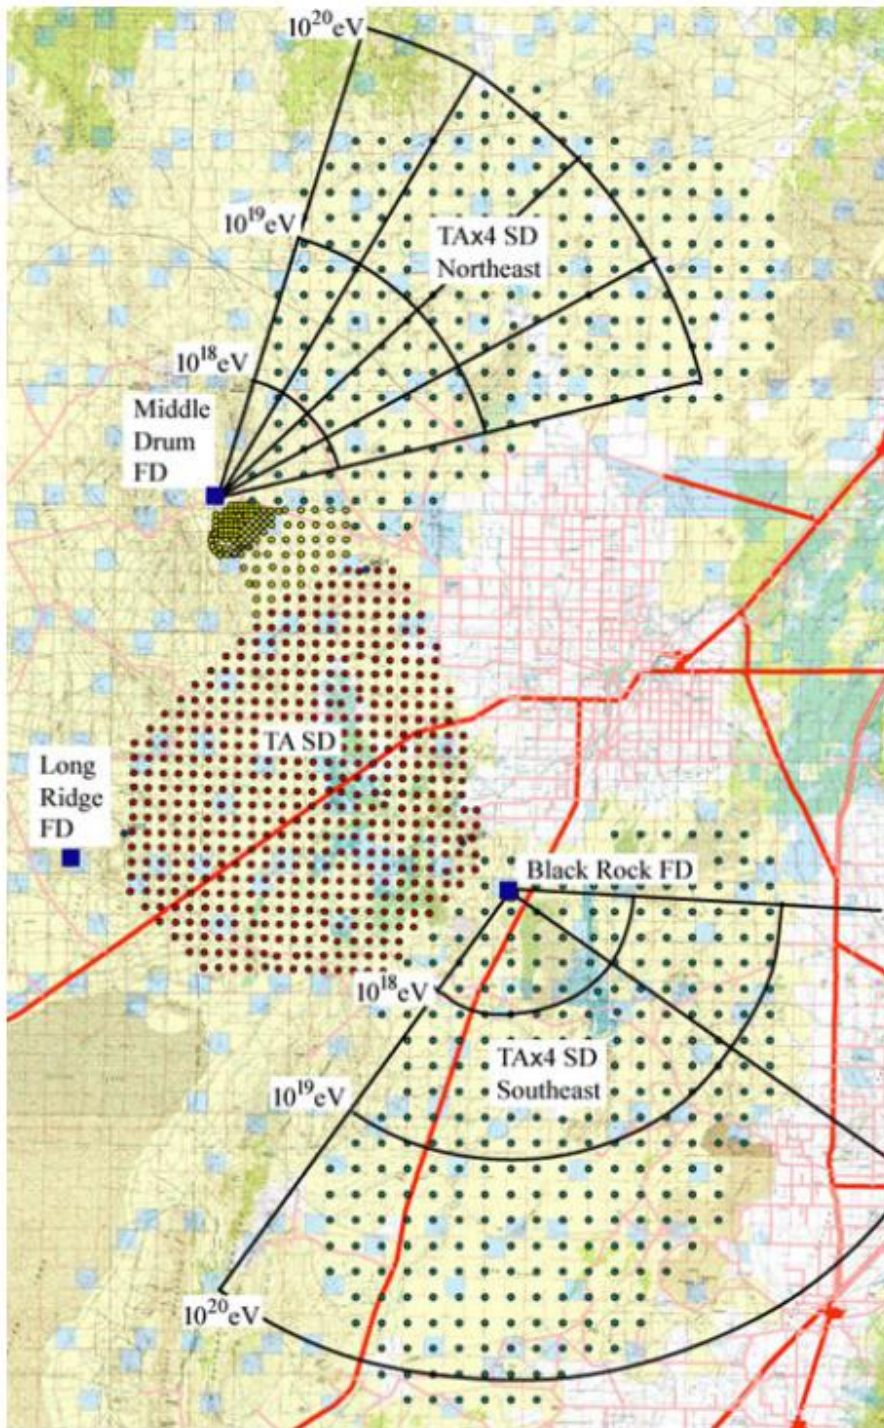 10²⁰eV
10¹⁹eV
TAx4 SD
Northeast
10¹⁸eV
Middle
Drum
FD
TA SD
Long
Ridge
FD
Black Rock FD
10¹⁸eV
TAx4 SD
Southeast
10¹⁹eV
10²⁰eV